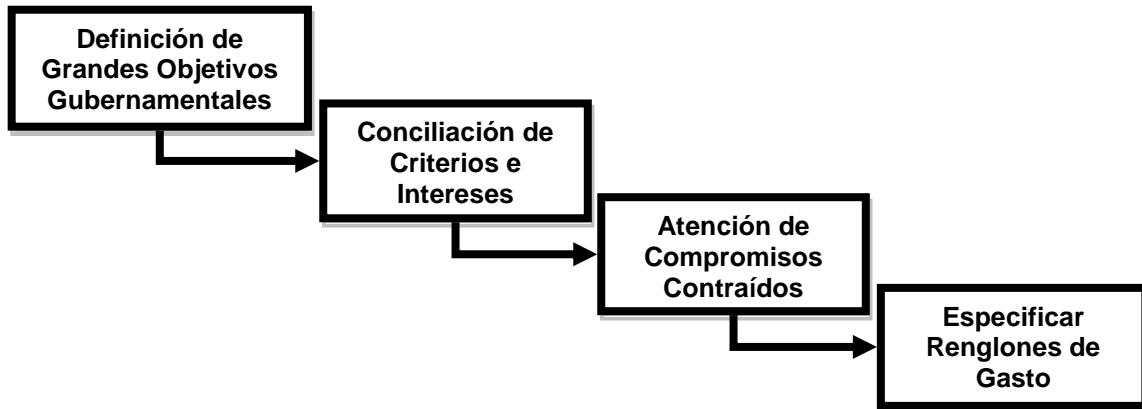 Definición de
Grandes Objetivos
Gubernamentales
Conciliación de
Criterios e
Intereses
Atención de
Compromisos
Contraídos
Especificar
Renglones de
Gasto